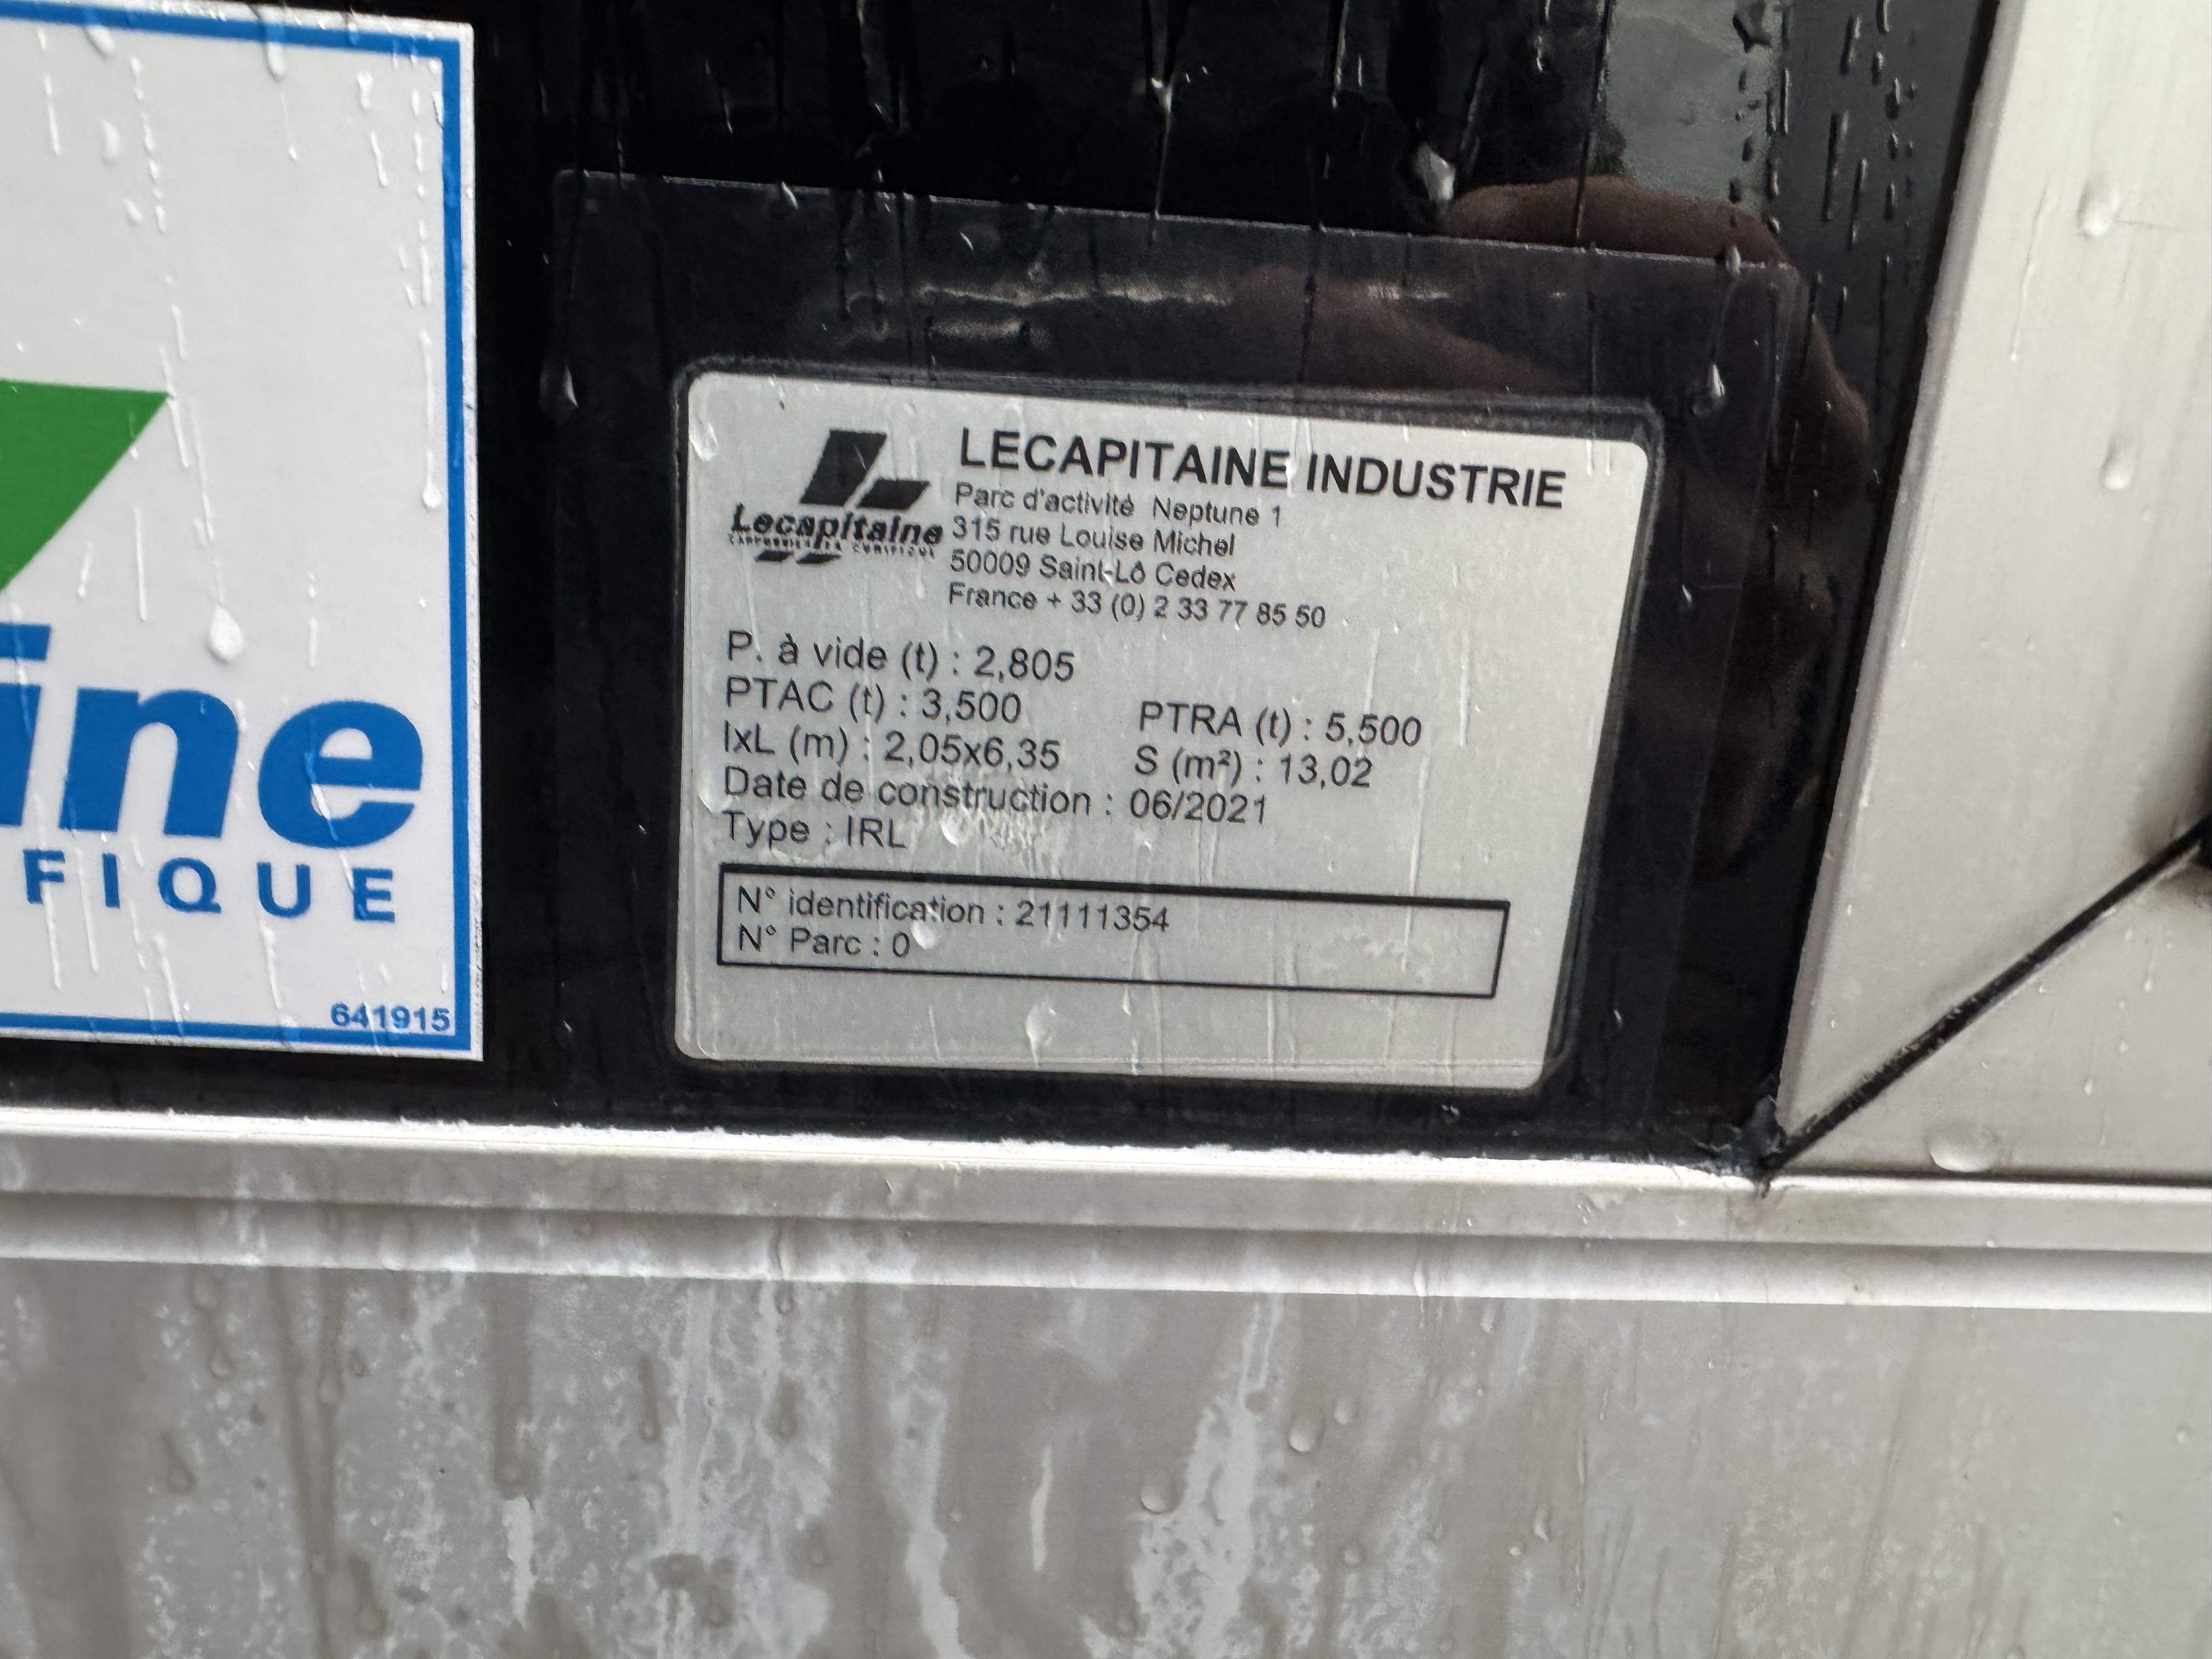 ine
FIQUE
641915
LECAPITAINE INDUSTRIE
Parc d'activité Neptune 1
315 rue Louise Michel
50009 Saint-Lô Cedex
France + 33 (0) 2 33 77 85 50
Lecapitaine
P. à vide (t) : 2,805
PTAC (t) : 3,500 PTRA (t) : 5,500
lxL (m) : 2,05x6,35 S (m²) : 13,02
Date de construction : 06/2021
Type : IRL
N° identification : 21111354
N° Parc : 0